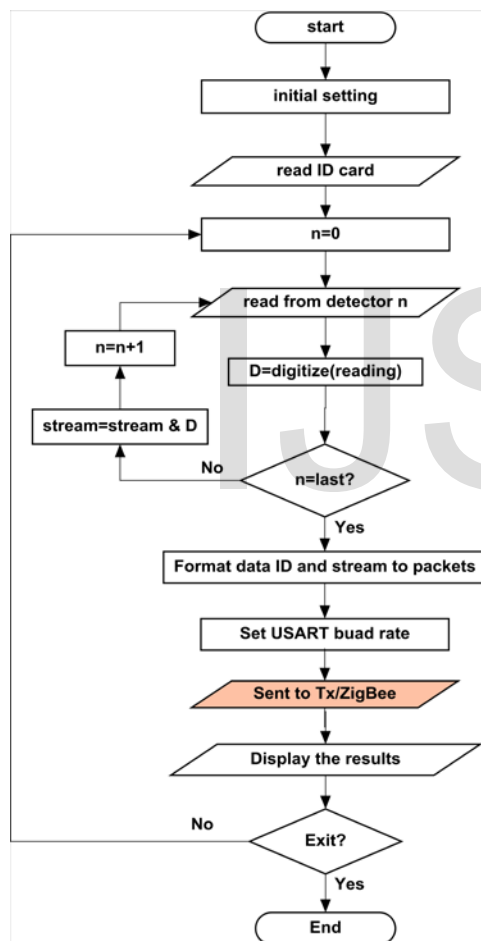 start
initial setting
read ID card
n=0
read from detector n
n=n+1
D=digitize(reading)
stream=stream & D
No
n=last?
Yes
Format data ID and stream to packets
Set USART buad rate
Sent to Tx/ZigBee
Display the results
No
Exit?
Yes
End
IJS